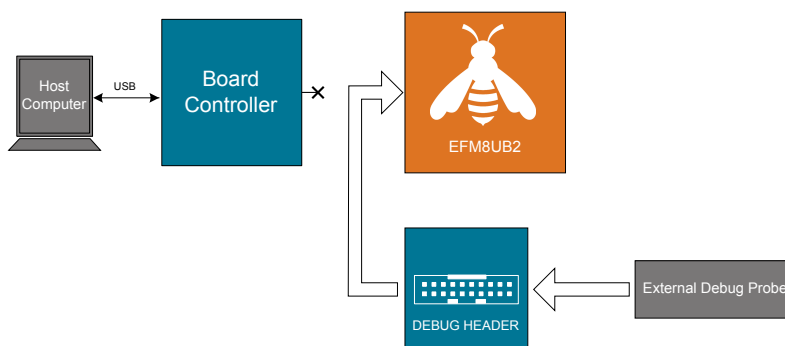 Host
Computer
USB
Board
Controller
EFM8UB2
DEBUG HEADER
External Debug Probe